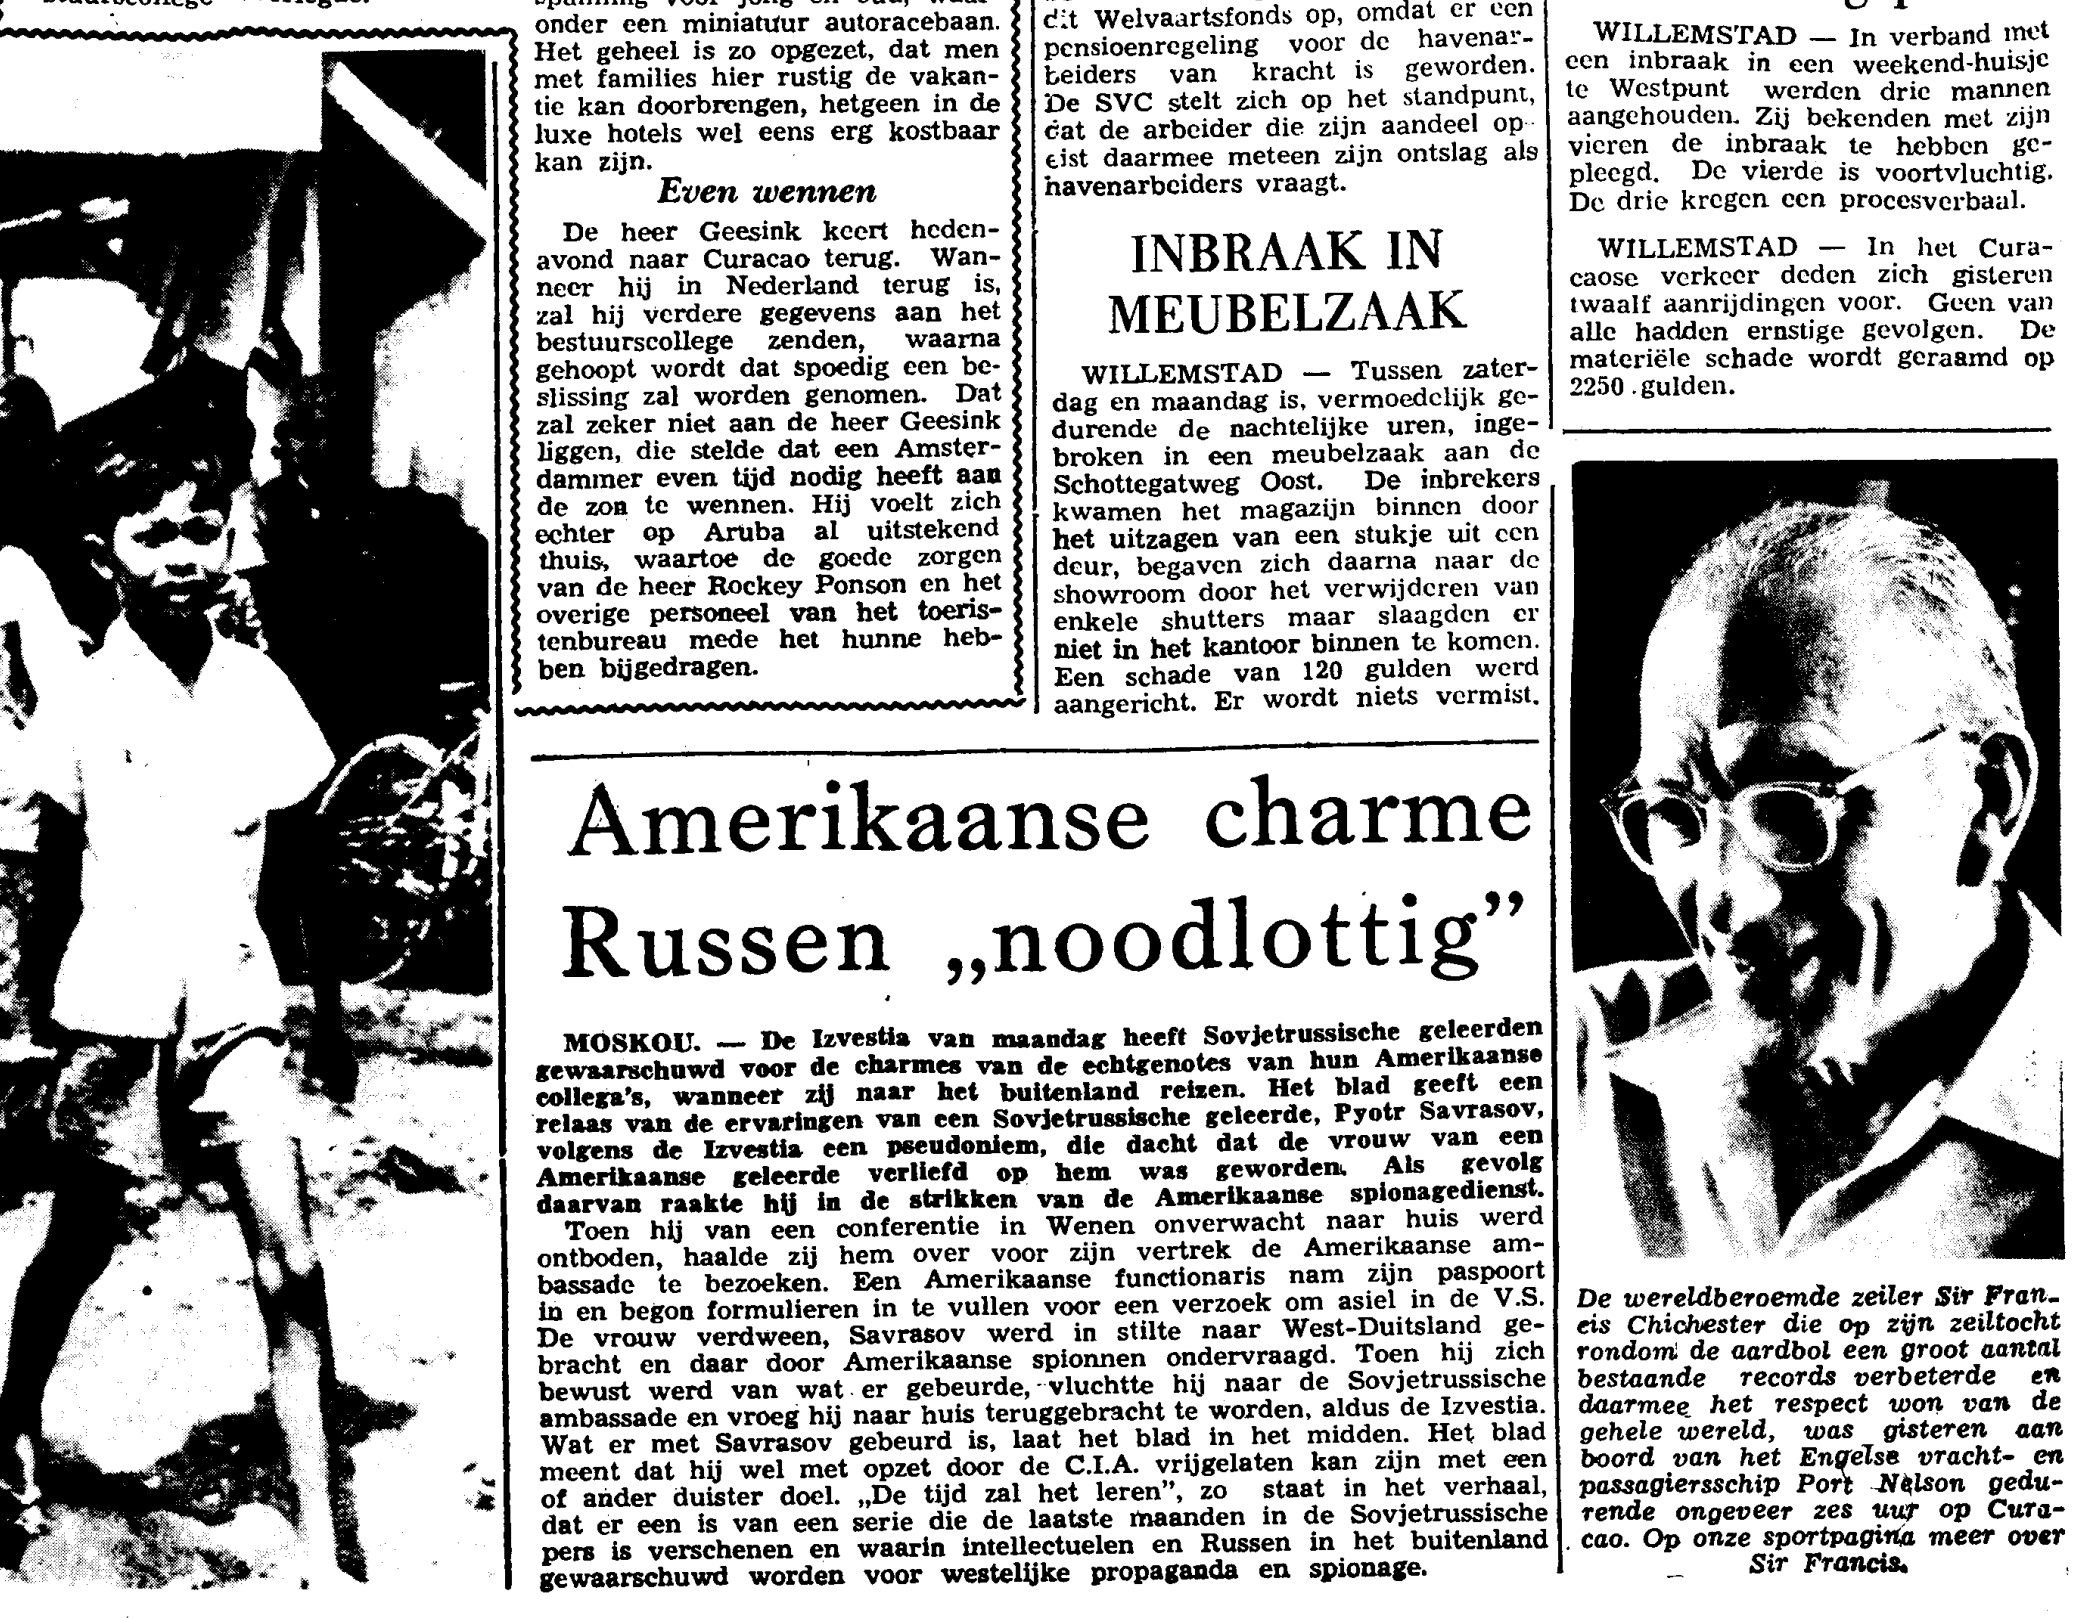 onder een miniatuur autoracebaan.
Het geheel is zo opgezet, dat men
met families hier rustig de vakan-
tie kan doorbrengen, hetgeen in de
luxe hotels wel eens erg kostbaar
kan zijn.
Even wennen
De heer Geesink keert heden-
avond naar Curacao terug. Wan-
neer hij in Nederland terug is,
zal hij verdere gegevens aan het
bestuurscollege zenden, waarna
gehoopt wordt dat spoedig een be-
slissing zal worden genomen. Dat
zal zeker niet aan de heer Geesink
liggen, die stelde dat een Amster-
dammer even tijd nodig heeft aan
de zon te wennen. Hij voelt zich
echter op Aruba al uitstekend
thuis, waartoe de goede zorgen
van de heer Rockey Ponson en het
overige personeel van het toeris-
tenbureau mede het hunne heb-
ben bijgedragen.
dit Welvaartsfonds op, omdat er een
pensioenregeling voor de havenar-
beiders van kracht is geworden.
De SVC stelt zich op het standpunt,
dat de arbeider die zijn aandeel op-
eist daarmee meteen zijn ontslag als
havenarbeiders vraagt.
INBRAAK IN
MEUBELZAAK
WILLEMSTAD — Tussen zater-
dag en maandag is, vermoedelijk ge-
durende de nachtelijke uren, inge-
broken in een meubelzaak aan de
Schottegatweg Oost. De inbrekers
kwamen het magazijn binnen door
het uitzagen van een stukje uit een
deur, begaven zich daarna naar de
showroom door het verwijderen van
enkele shutters maar slaagden er
niet in het kantoor binnen te komen.
Een schade van 120 gulden werd
aangericht. Er wordt niets vermist.
WILLEMSTAD — In verband met
een inbraak in een weekend-huisje
te Westpunt werden drie mannen
aangehouden. Zij bekenden met zijn
vieren de inbraak te hebben ge-
pleegd. De vierde is voortvluchtig.
De drie kregen een procesverbaal.
WILLEMSTAD — In het Cura-
caose verkeer deden zich gisteren
twaalf aanrijdingen voor. Geen van
alle hadden ernstige gevolgen. De
materiële schade wordt geraamd op
2250 gulden.
Amerikaanse charme
Russen „noodlottig”
MOSKOU. — De Izvestia van maandag heeft Sovjetrussische geleerden
gewaarschuwd voor de charmes van de echtgenotes van hun Amerikaanse
collega's, wanneer zij naar het buitenland reizen. Het blad geeft een
relaas van de ervaringen van een Sovjetrussische geleerde, Pyotr Savrasov,
volgens de Izvestia een pseudoniem, die dacht dat de vrouw van een
Amerikaanse geleerde verliefd op hem was geworden. Als gevolg
daarvan raakte hij in de strikken van de Amerikaanse spionagedienst.
Toen hij van een conferentie in Wenen onverwacht naar huis werd
ontboden, haalde zij hem over voor zijn vertrek de Amerikaanse am-
bassade te bezoeken. Een Amerikaanse functionaris nam zijn paspoort
in en begon formulieren in te vullen voor een verzoek om asiel in de V.S.
De vrouw verdween, Savrasov werd in stilte naar West-Duitsland ge-
bracht en daar door Amerikaanse spionnen ondervraagd. Toen hij zich
bewust werd van wat er gebeurde, vluchtte hij naar de Sovjetrussische
ambassade en vroeg hij naar huis teruggebracht te worden, aldus de Izvestia.
Wat er met Savrasov gebeurd is, laat het blad in het midden. Het blad
meent dat hij wel met opzet door de C.I.A. vrijgelaten kan zijn met een
of ander duister doel. „De tijd zal het leren”, zo staat in het verhaal,
dat er een is van een serie die de laatste maanden in de Sovjetrussische
pers is verschenen en waarin intellectuelen en Russen in het buitenland
gewaarschuwd worden voor westelijke propaganda en spionage.
De wereldberoemde zeiler Sir Fran-
cis Chichester die op zijn zeiltocht
rondom de aardbol een groot aantal
bestaande records verbeterde en
daarmee het respect won van de
gehele wereld, was gisteren aan
boord van het Engelse vracht- en
passagiersschip Port Nelson gedu-
rende ongeveer zes uur op Cura-
cao. Op onze sportpagina meer over
Sir Francis.